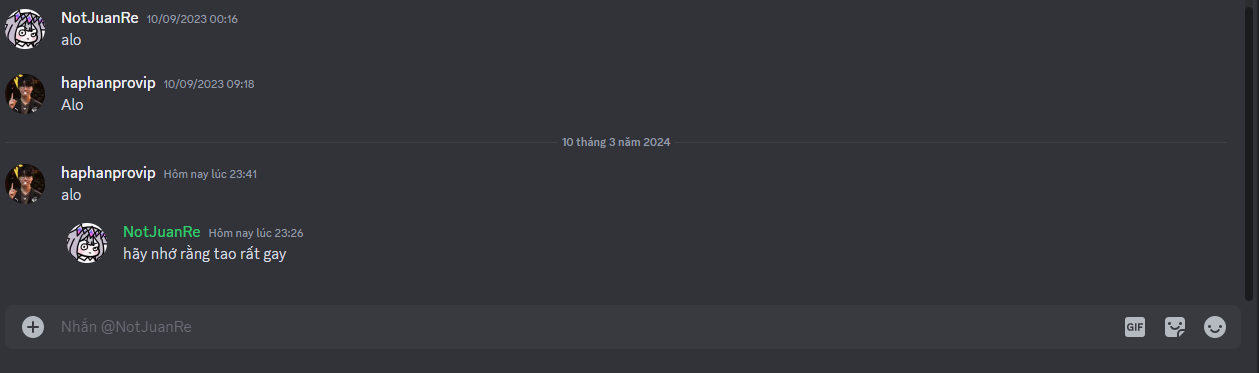 NotJuanRe 10/09/2023 00:16
alo
haphanprovip 10/09/2023 09:18
Alo
10 tháng 3 năm 2024
haphanprovip Hôm nay lúc 23:41
alo
NotJuanRe Hôm nay lúc 23:26
hãy nhớ rằng tao rất gay
Nhắn @NotJuanRe
GIF